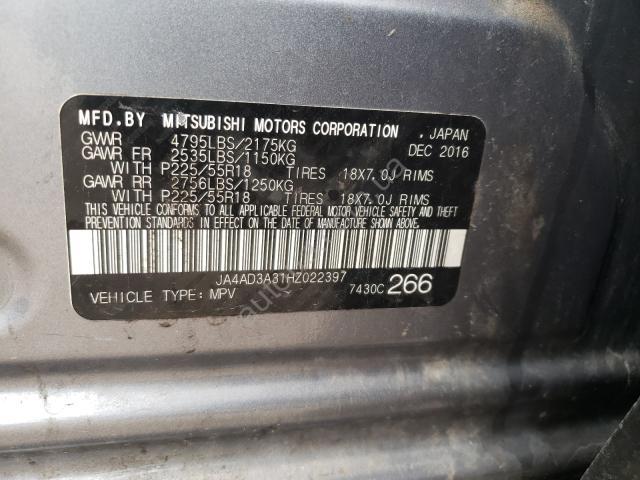 MFD.BY MITSUBISHI MOTORS CORPORATION , JAPAN
GVWR 4795LBS/2175KG DEC 2016
GAWR FR 2535LBS/1150KG
WITH P225/55R18 TIRES 18X7.0J RIMS
GAWR RR 2756LBS/1250KG
WITH P225/55R18 TIRES 18X7.0J RIMS
THIS VEHICLE CONFORMS TO ALL APPLICABLE FEDERAL MOTOR VEHICLE SAFETY AND THEFT
PREVENTION STANDARDS IN EFFECT ON THE DATE OF MANUFACTURE SHOWN ABOVE.
JA4AD3A31HZ022397
VEHICLE TYPE: MPV 7430C 266